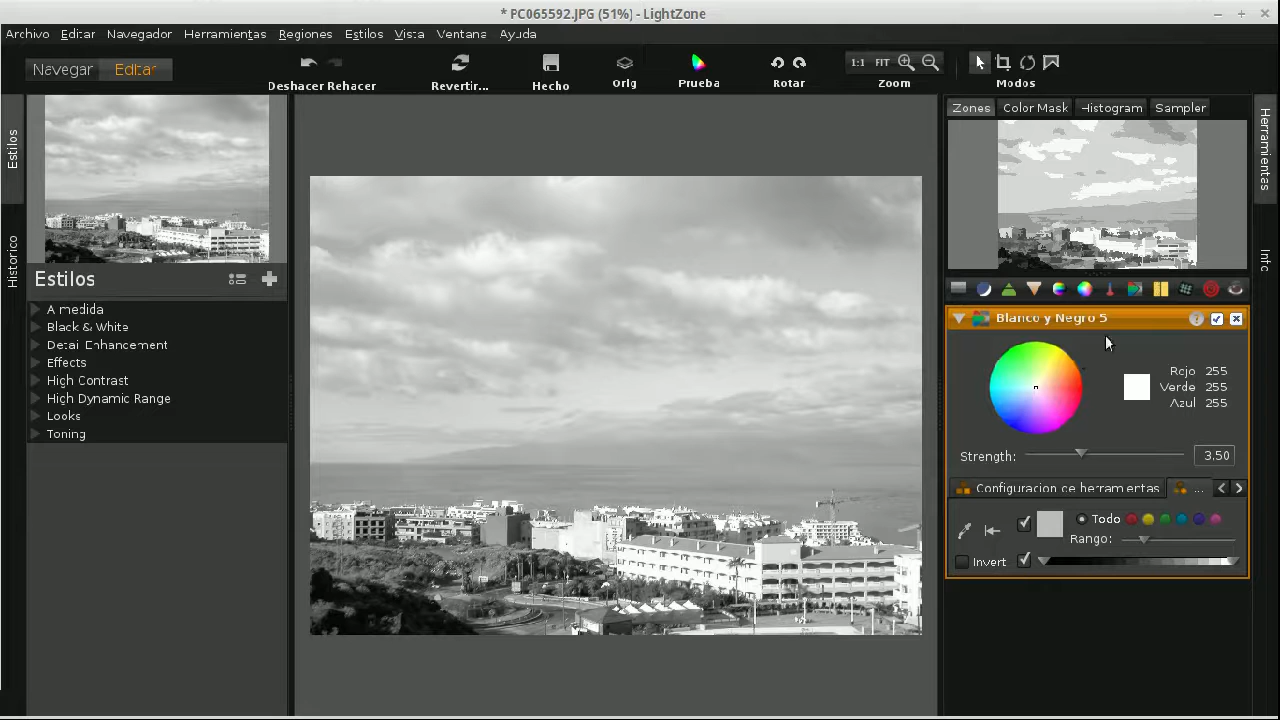 * PC065592.JPG (51%) - LightZone
Archivo Editar Navegador Herramientas Regiones Estilos Vista Ventana Ayuda
Navegar Editar
Deshacer Rehacer Revertir... Hecho Orig Prueba Rotar 1:1 FIT Zoom Modos
Estilos
Historico
Zones Color Mask Histogram Sampler
Herramientas
Info
Estilos
A medida
Black & White
Detail Enhancement
Effects
High Contrast
High Dynamic Range
Looks
Toning
Blanco y Negro 5 ?
Rojo 255
Verde 255
Azul 255
Strength: 3.50
Configuracion de herramientas ...
Todo
Rango:
Invert